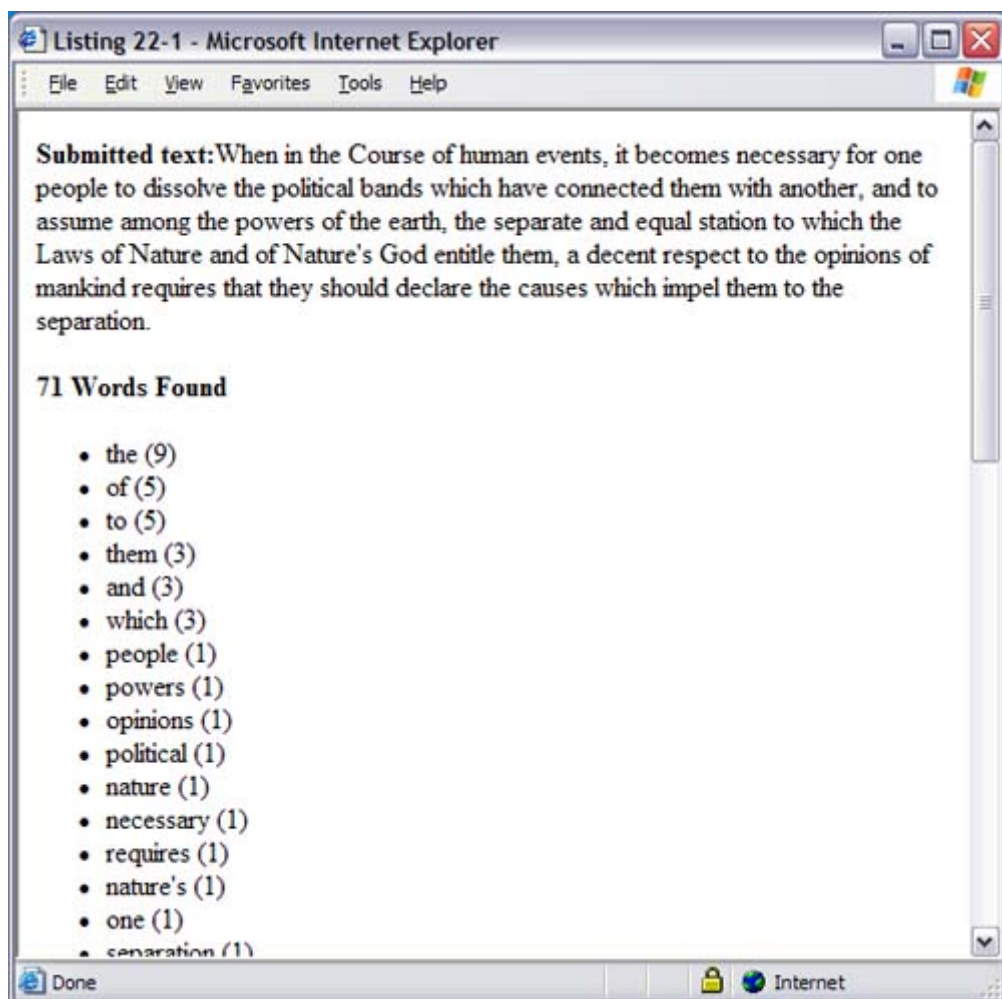 Listing 22-1 - Microsoft Internet Explorer
File Edit View Favorites Tools Help
Submitted text:When in the Course of human events, it becomes necessary for one
people to dissolve the political bands which have connected them with another, and to
assume among the powers of the earth, the separate and equal station to which the
Laws of Nature and of Nature's God entitle them, a decent respect to the opinions of
mankind requires that they should declare the causes which impel them to the
separation.
71 Words Found
• the (9)
• of (5)
• to (5)
• them (3)
• and (3)
• which (3)
• people (1)
• powers (1)
• opinions (1)
• political (1)
• nature (1)
• necessary (1)
• requires (1)
• nature's (1)
• one (1)
• separation (1)
Done Internet